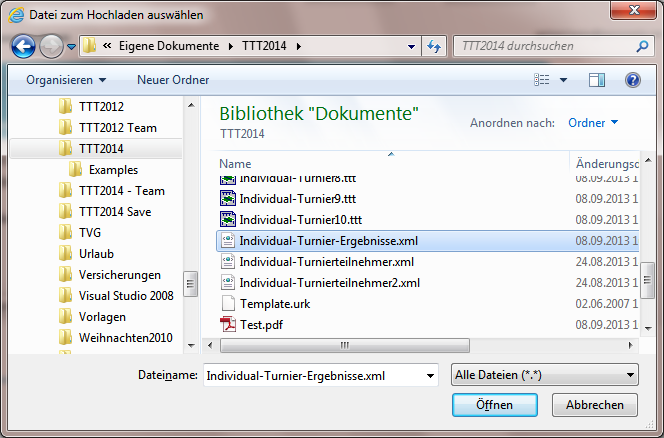 Datei zum Hochladen auswählen
« Eigene Dokumente ▸ TTT2014 ▸
TTT2014 durchsuchen
Organisieren
Neuer Ordner
TTT2012
TTT2012 Team
TTT2014
Examples
TTT2014 - Team
TTT2014 Save
TVG
Urlaub
Versicherungen
Visual Studio 2008
Vorlagen
Weihnachten2010
Bibliothek "Dokumente"
TTT2014
Anordnen nach: Ordner
Name Änderungsd
Individual-Turnier8.ttt 08.09.2013 1
Individual-Turnier9.ttt 08.09.2013 1
Individual-Turnier10.ttt 08.09.2013 1
Individual-Turnier-Ergebnisse.xml 08.09.2013 1
Individual-Turnierteilnehmer.xml 24.08.2013 1
Individual-Turnierteilnehmer2.xml 24.08.2013 1
Template.urk 02.06.2007 1
Test.pdf 08.09.2013 1
Dateiname: Individual-Turnier-Ergebnisse.xml
Alle Dateien (*.*)
Öffnen
Abbrechen